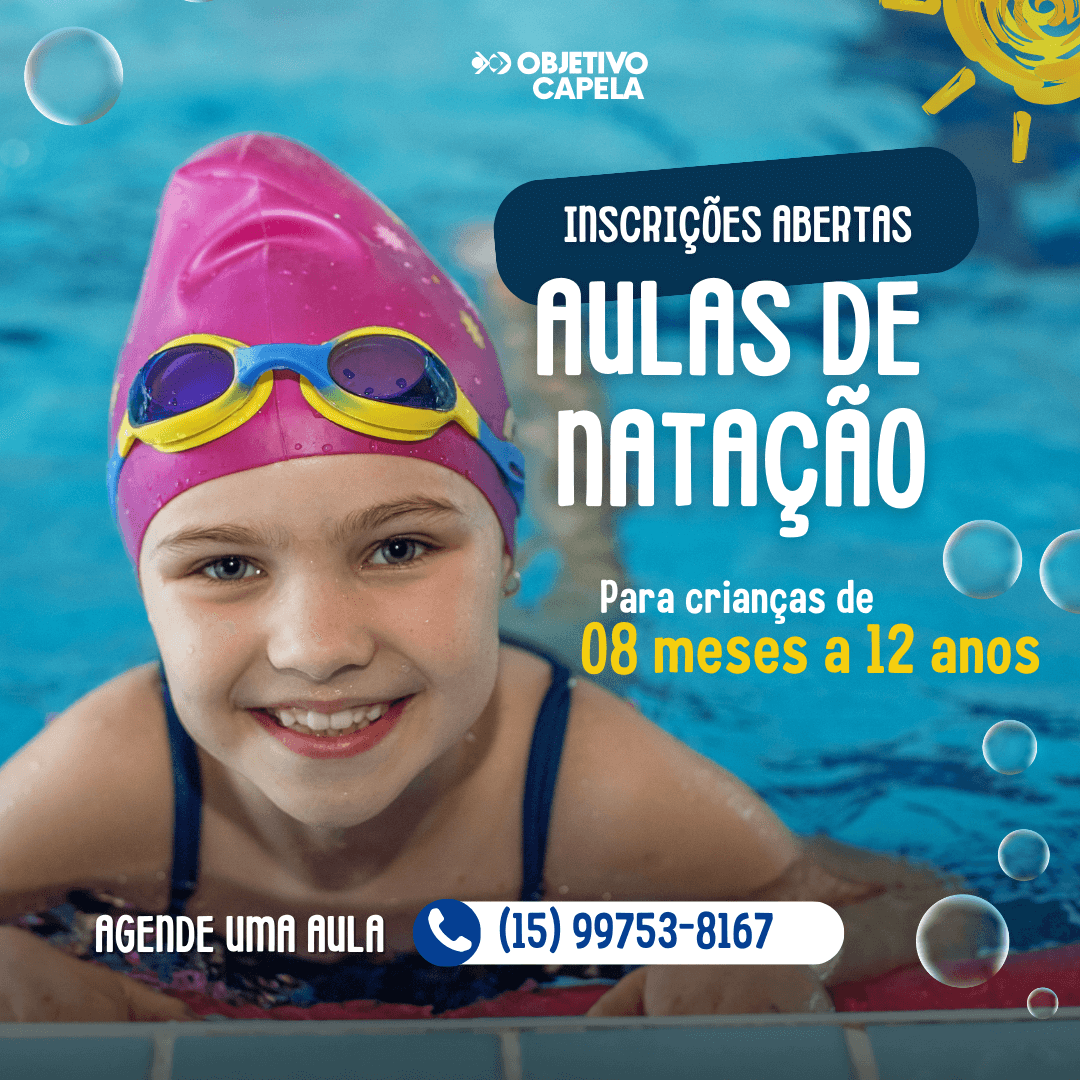 OBJETIVO
CAPELA
INSCRIÇÕES ABERTAS
AULAS DE
NATAÇÃO
Para crianças de
08 meses a 12 anos
AGENDE UMA AULA
(15) 99753-8167